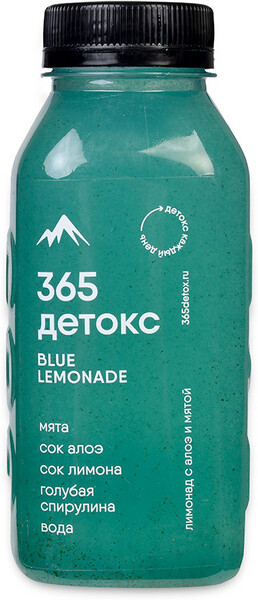 детокс каждый день
365
детокс
BLUE
LEMONADE
мята
сок алоэ
сок лимона
голубая
спирулина
вода
365detox.ru
лимонад с алоэ и мятой